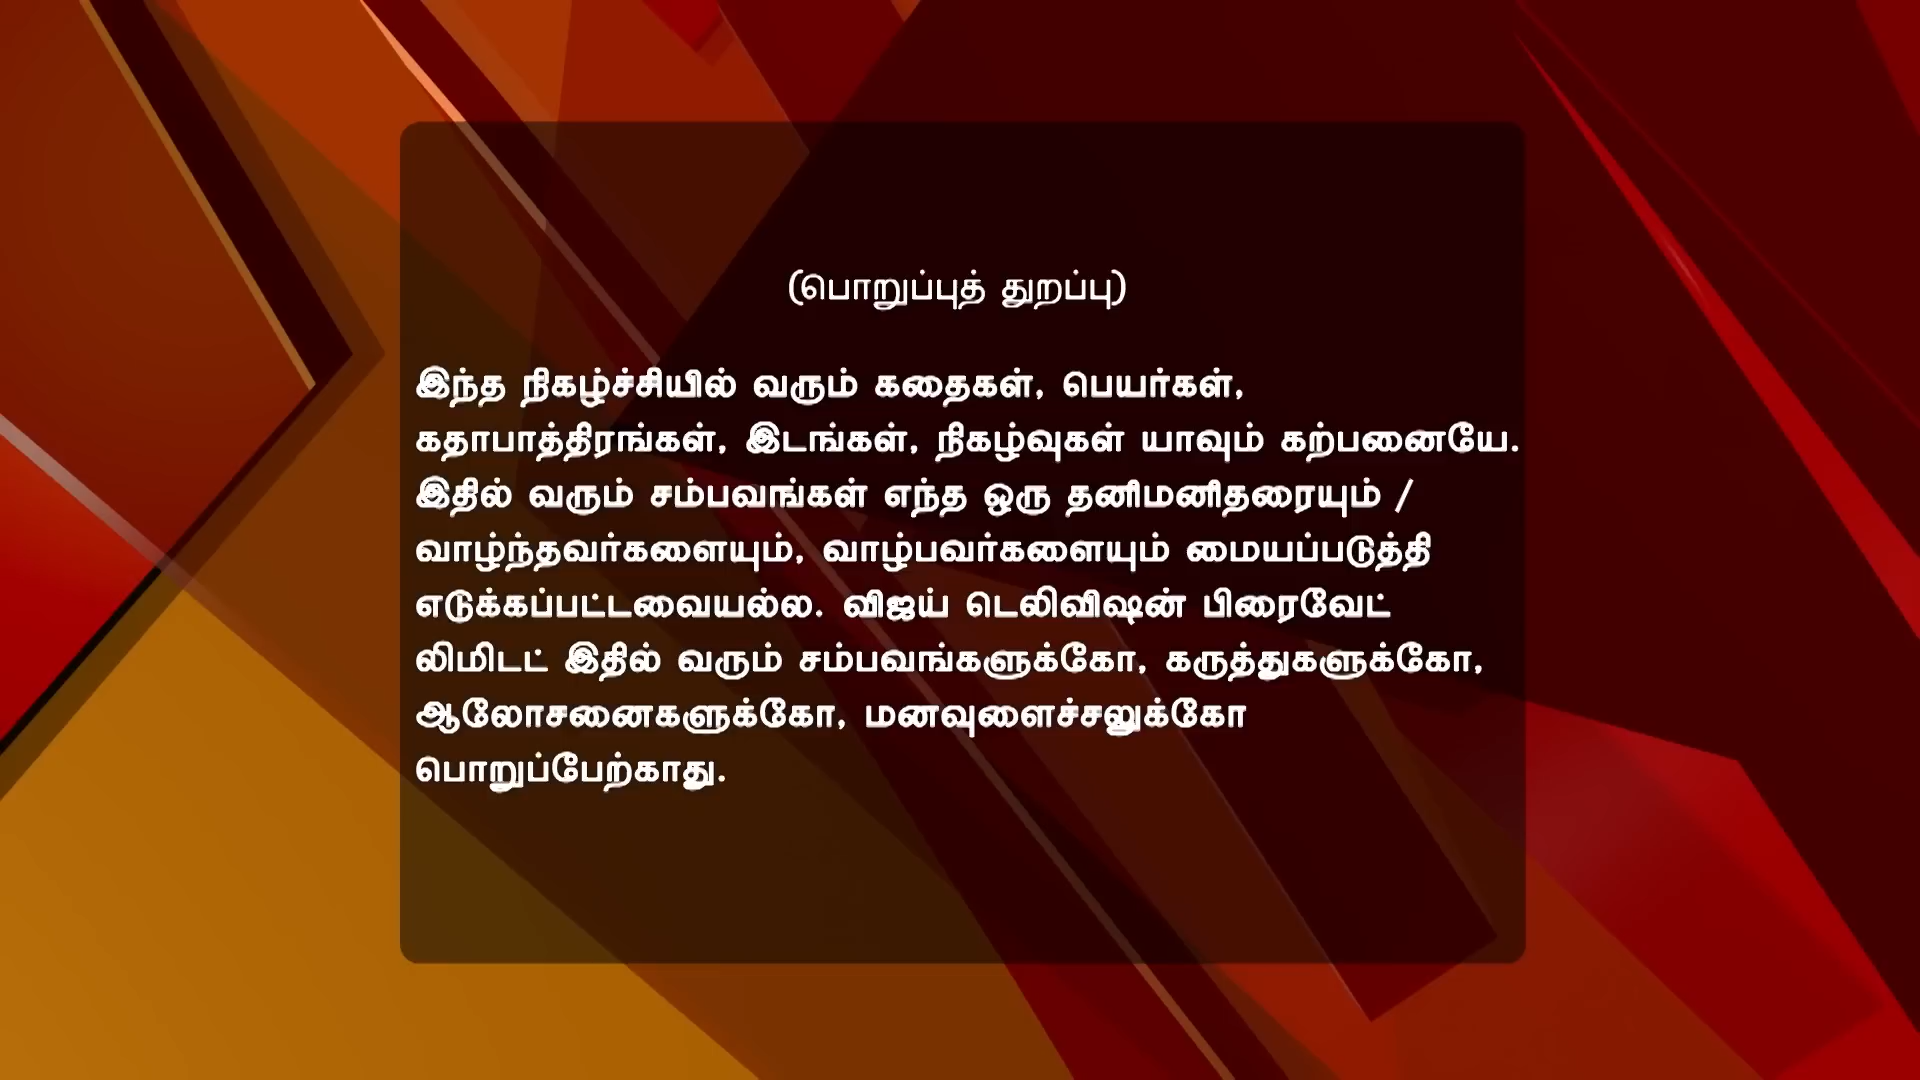 (பொறுப்புத் துறப்பு)
இந்த நிகழ்ச்சியில் வரும் கதைகள், பெயர்கள்,
கதாபாத்திரங்கள், இடங்கள், நிகழ்வுகள் யாவும் கற்பனையே.
இதில் வரும் சம்பவங்கள் எந்த ஒரு தனிமனிதரையும் /
வாழ்ந்தவர்களையும், வாழ்பவர்களையும் மையப்படுத்தி
எடுக்கப்பட்டவையல்ல. விஜய் டெலிவிஷன் பிரைவேட்
லிமிடட் இதில் வரும் சம்பவங்களுக்கோ, கருத்துகளுக்கோ,
ஆலோசனைகளுக்கோ, மனவுளைச்சலுக்கோ
பொறுப்பேற்காது.